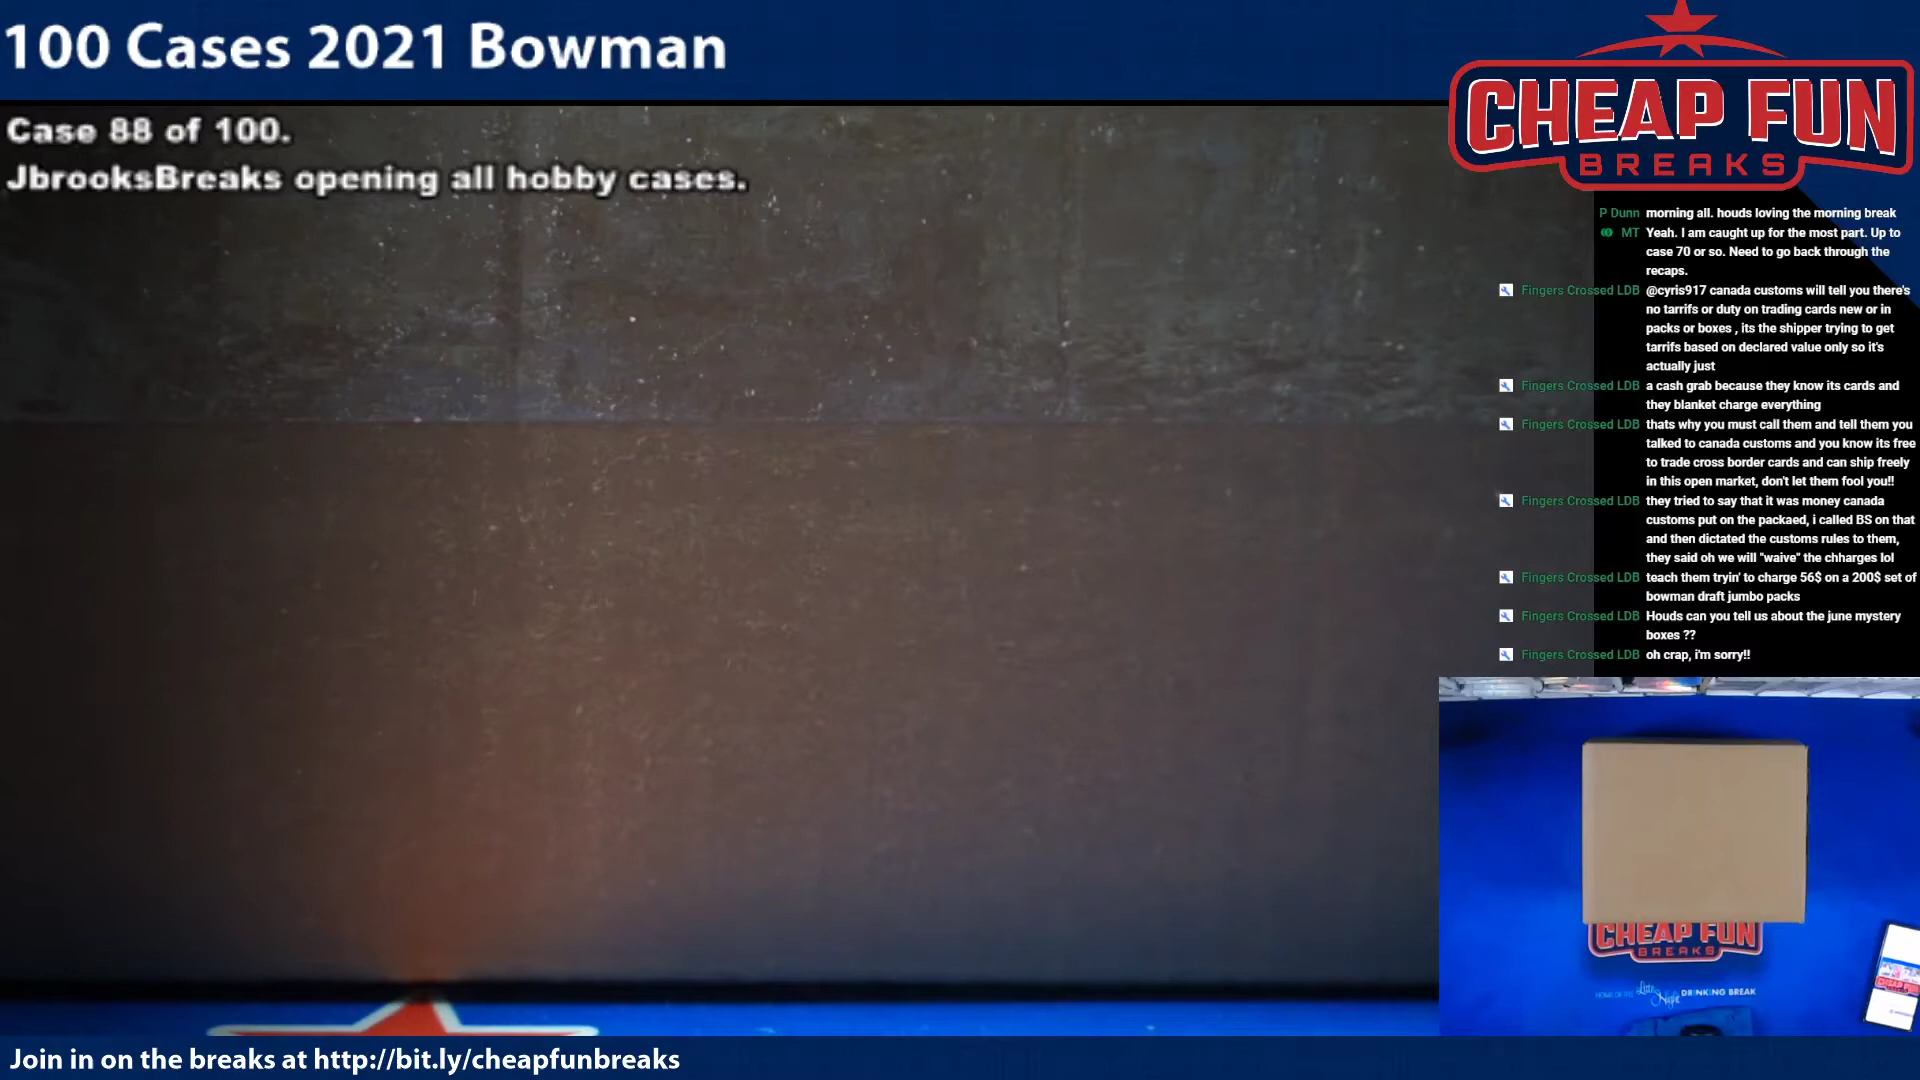 100 Cases 2021 Bowman
CHEAP FUN
BREAKS
Case 88 of 100.
JbrooksBreaks opening all hobby cases.
P Dunn morning all. houds loving the morning break
MT Yeah. I am caught up for the most part. Up to
case 70 or so. Need to go back through the
recaps.
Fingers Crossed LDB @cyris917 canada customs will tell you there's
no tarrifs or duty on trading cards new or in
packs or boxes , its the shipper trying to get
tarrifs based on declared value only so it's
actually just
Fingers Crossed LDB a cash grab because they know its cards and
they blanket charge everything
Fingers Crossed LDB thats why you must call them and tell them you
talked to canada customs and you know its free
to trade cross border cards and can ship freely
in this open market, don't let them fool you!!
Fingers Crossed LDB they tried to say that it was money canada
customs put on the packaed, i called BS on that
and then dictated the customs rules to them,
they said oh we will "waive" the chharges lol
Fingers Crossed LDB teach them tryin' to charge 56$ on a 200$ set of
bowman draft jumbo packs
Fingers Crossed LDB Houds can you tell us about the june mystery
boxes ??
Fingers Crossed LDB oh crap, i'm sorry!!
CHEAP FUN
BREAKS
HOME OF THE Late Night DRINKING BREAK
CHEAP FUN
Join in on the breaks at http://bit.ly/cheapfunbreaks